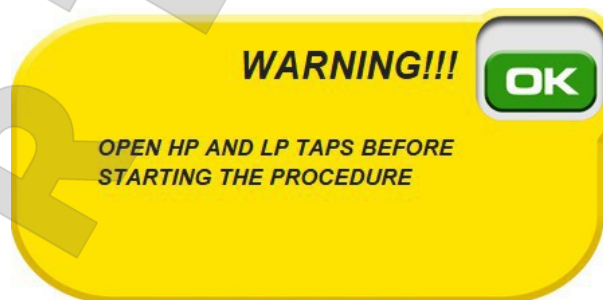 WARNING!!!
OK
OPEN HP AND LP TAPS BEFORE
STARTING THE PROCEDURE